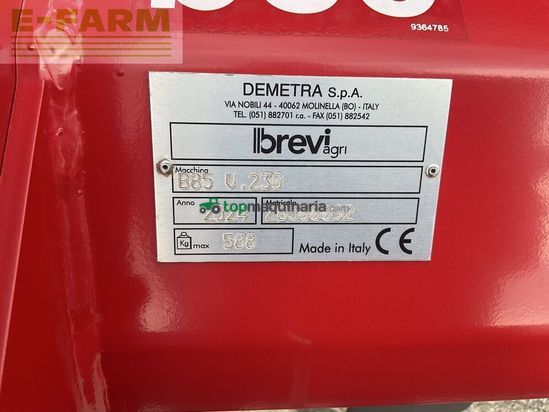 E-FARM
9364785
DEMETRA S.p.A.
VIA NOBILI 44 - 40062 MOLINELLA (BO) - ITALY
TEL. (051) 882701 r.a. - FAX (051) 882542
brevi
agri
Macchina
B85 V.230
Anno
Matricola
2024
topmaquinaria.com
Kg max
588
Made in Italy CE